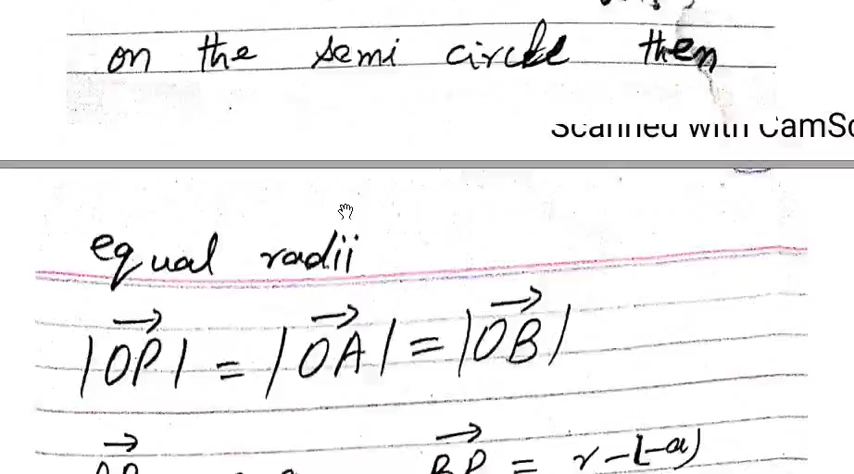 on the semi circle then
Scanned with CamSc
equal radii
|OP→| = |OA→| = |OB→|
BP→ = r-(-a)